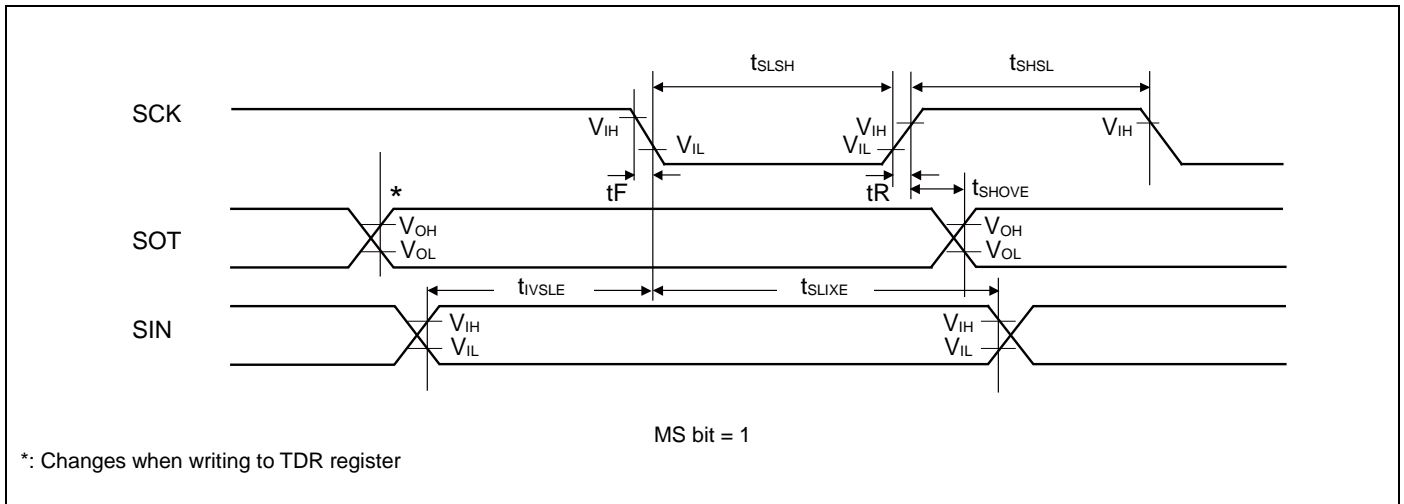 tSLSH tSHSL
SCK
VIH VIL VIH VIL VIH
tF tR tSHOVE
*
SOT
VOH VOH
VOL VOL
tIVSLE tSLIXE
SIN
VIH VIH
VIL VIL
MS bit = 1
*: Changes when writing to TDR register